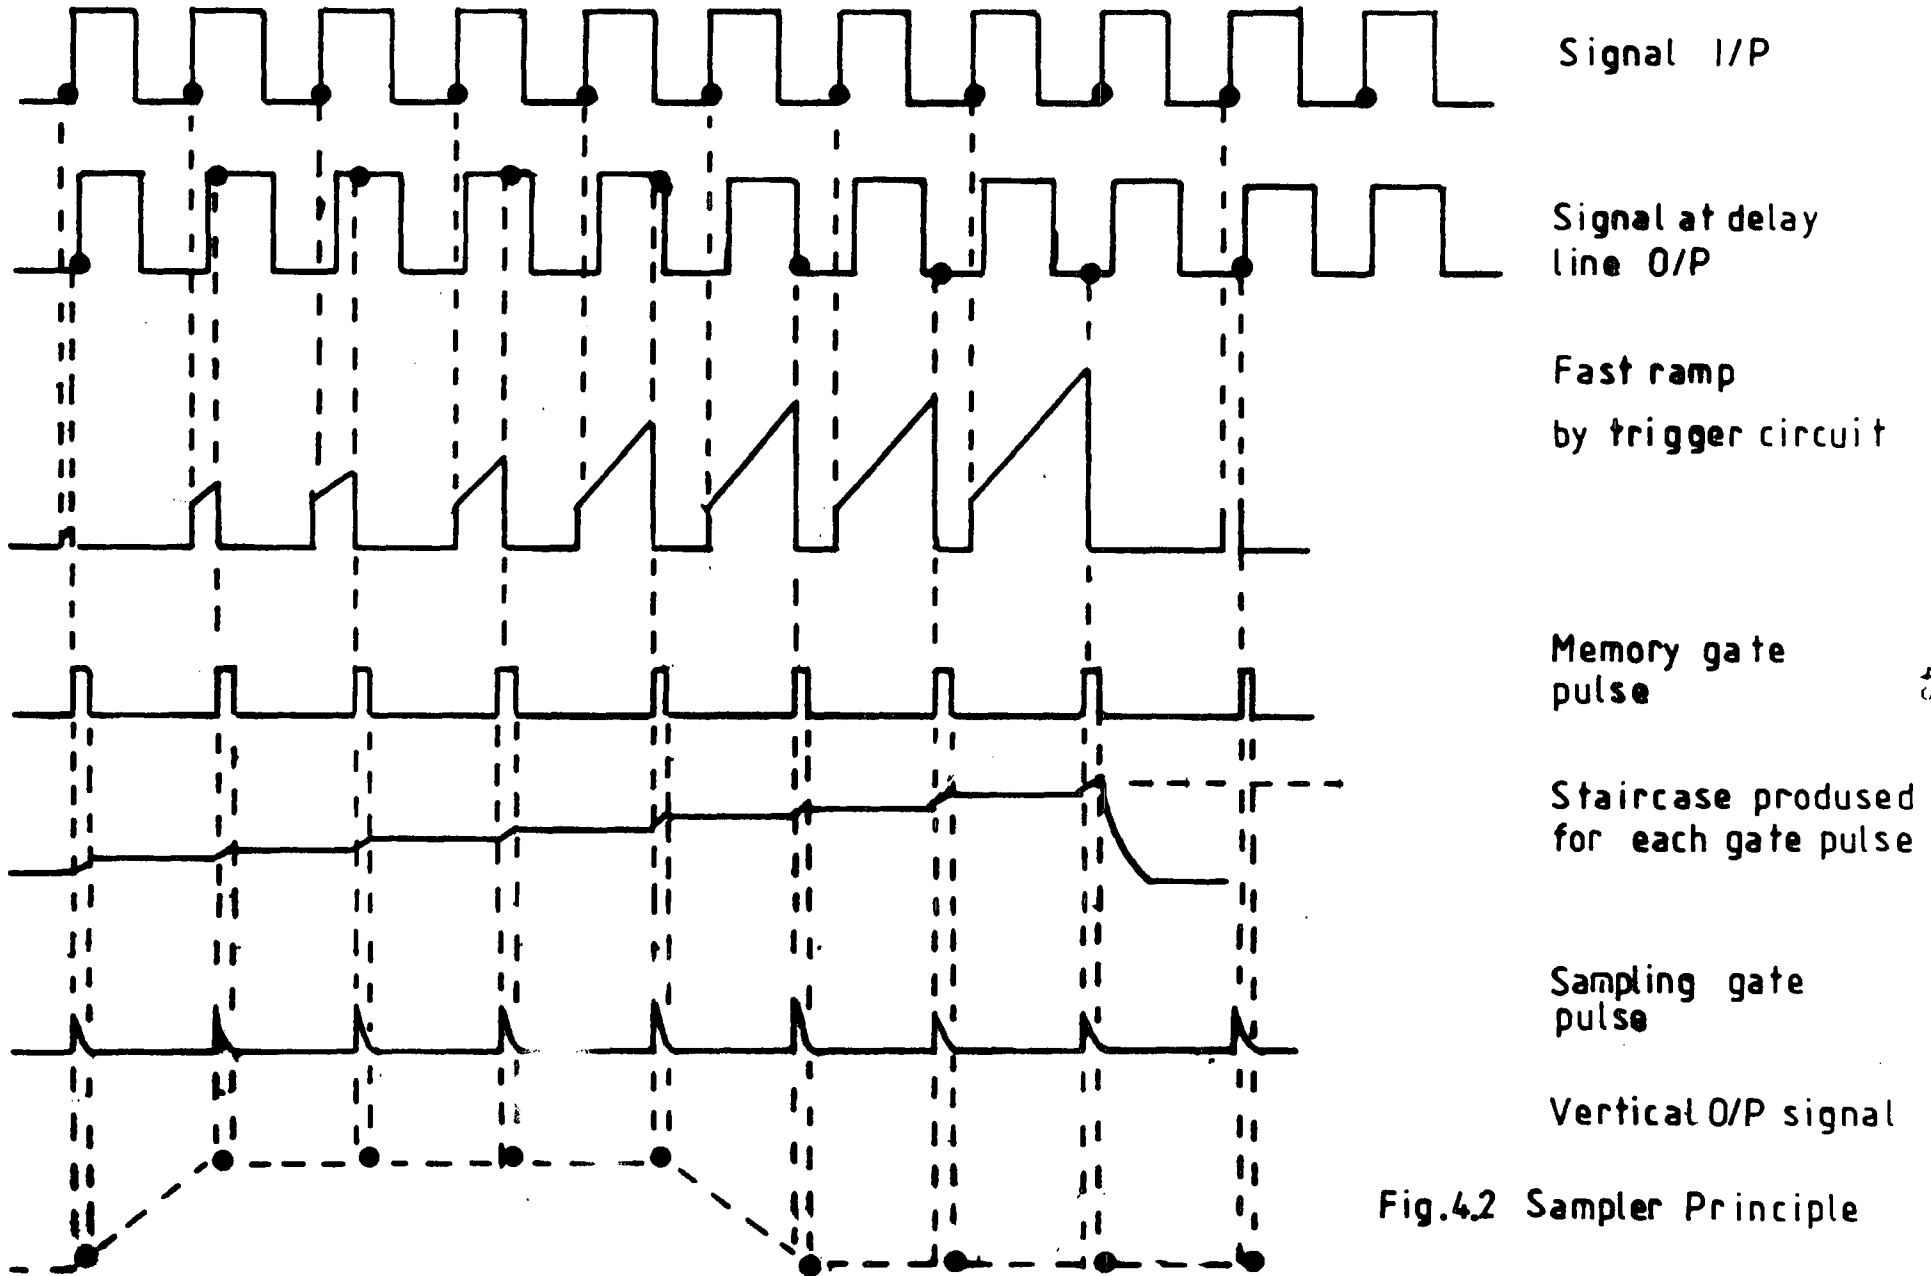 Signal I/P
Signal at delay
line O/P
Fast ramp
by trigger circuit
Memory gate
pulse
Staircase prodused
for each gate pulse
Sampling gate
pulse
Vertical O/P signal
Fig.4.2 Sampler Principle